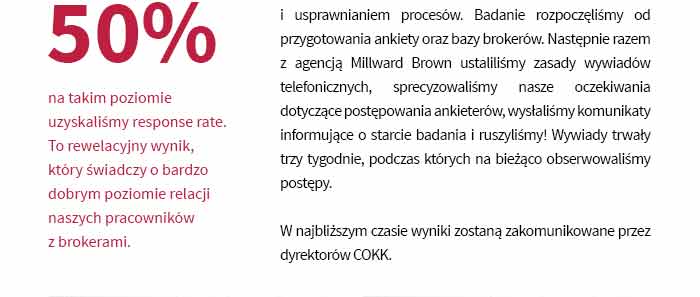 50%
na takim poziomie
uzyskaliśmy response rate.
To rewelacyjny wynik,
który świadczy o bardzo
dobrym poziomie relacji
naszych pracowników
z brokerami.
i usprawnianiem procesów. Badanie rozpoczęliśmy od
przygotowania ankiety oraz bazy brokerów. Następnie razem
z agencją Millward Brown ustaliliśmy zasady wywiadów
telefonicznych, sprecyzowaliśmy nasze oczekiwania
dotyczące postępowania ankieterów, wysłaliśmy komunikaty
informujące o starcie badania i ruszyliśmy! Wywiady trwały
trzy tygodnie, podczas których na bieżąco obserwowaliśmy
postępy.
W najbliższym czasie wyniki zostaną zakomunikowane przez
dyrektorów COKK.